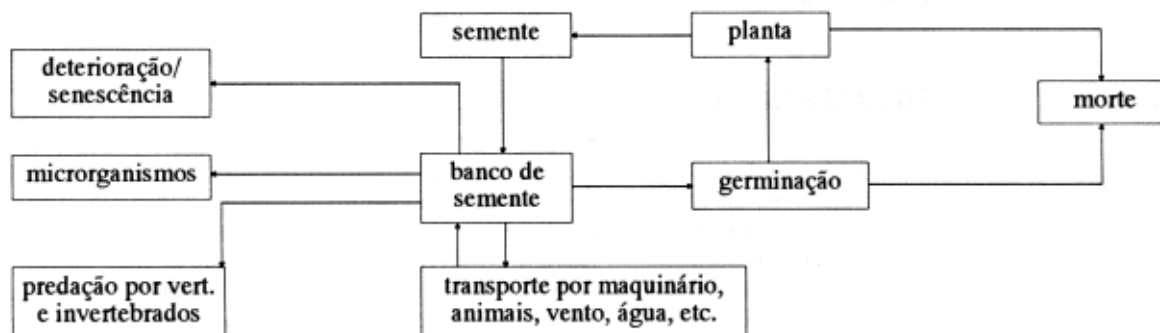 semente
planta
deterioração/
senescência
morte
microrganismos
banco de
semente
germinação
predação por vert.
e invertebrados
transporte por maquinário,
animais, vento, água, etc.